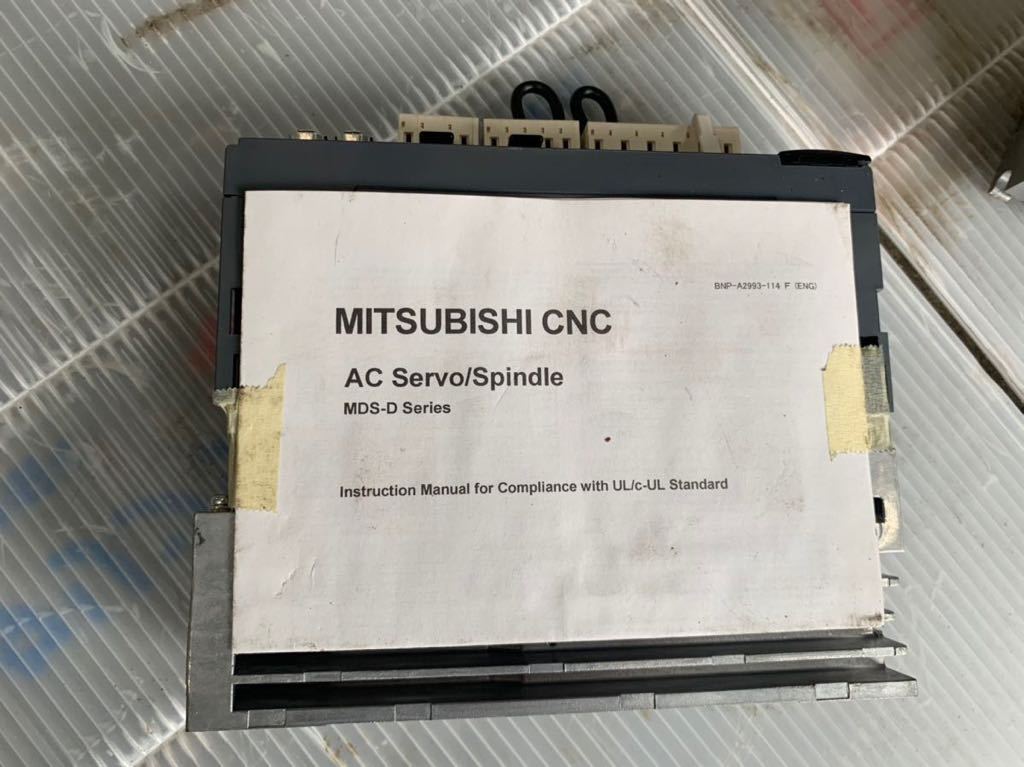 BNP-A2993-114 F (ENG)
MITSUBISHI CNC
AC Servo/Spindle
MDS-D Series
Instruction Manual for Compliance with UL/c-UL Standard